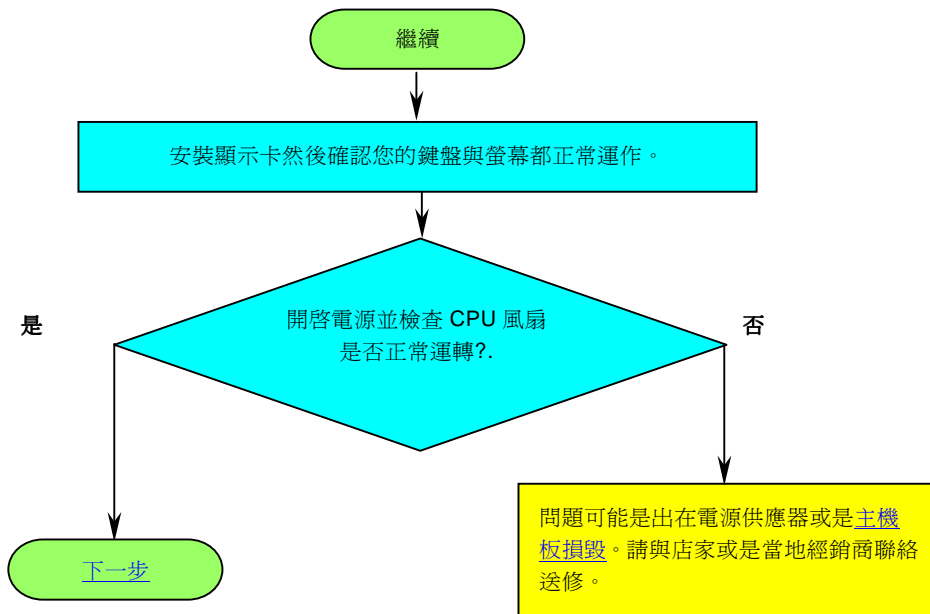 繼續
安裝顯示卡然後確認您的鍵盤與螢幕都正常運作。
開啓電源並檢查 CPU 風扇
是否正常運轉?.
是
否
問題可能是出在電源供應器或是主機
板損毀。請與店家或是當地經銷商聯絡
送修。
下一步